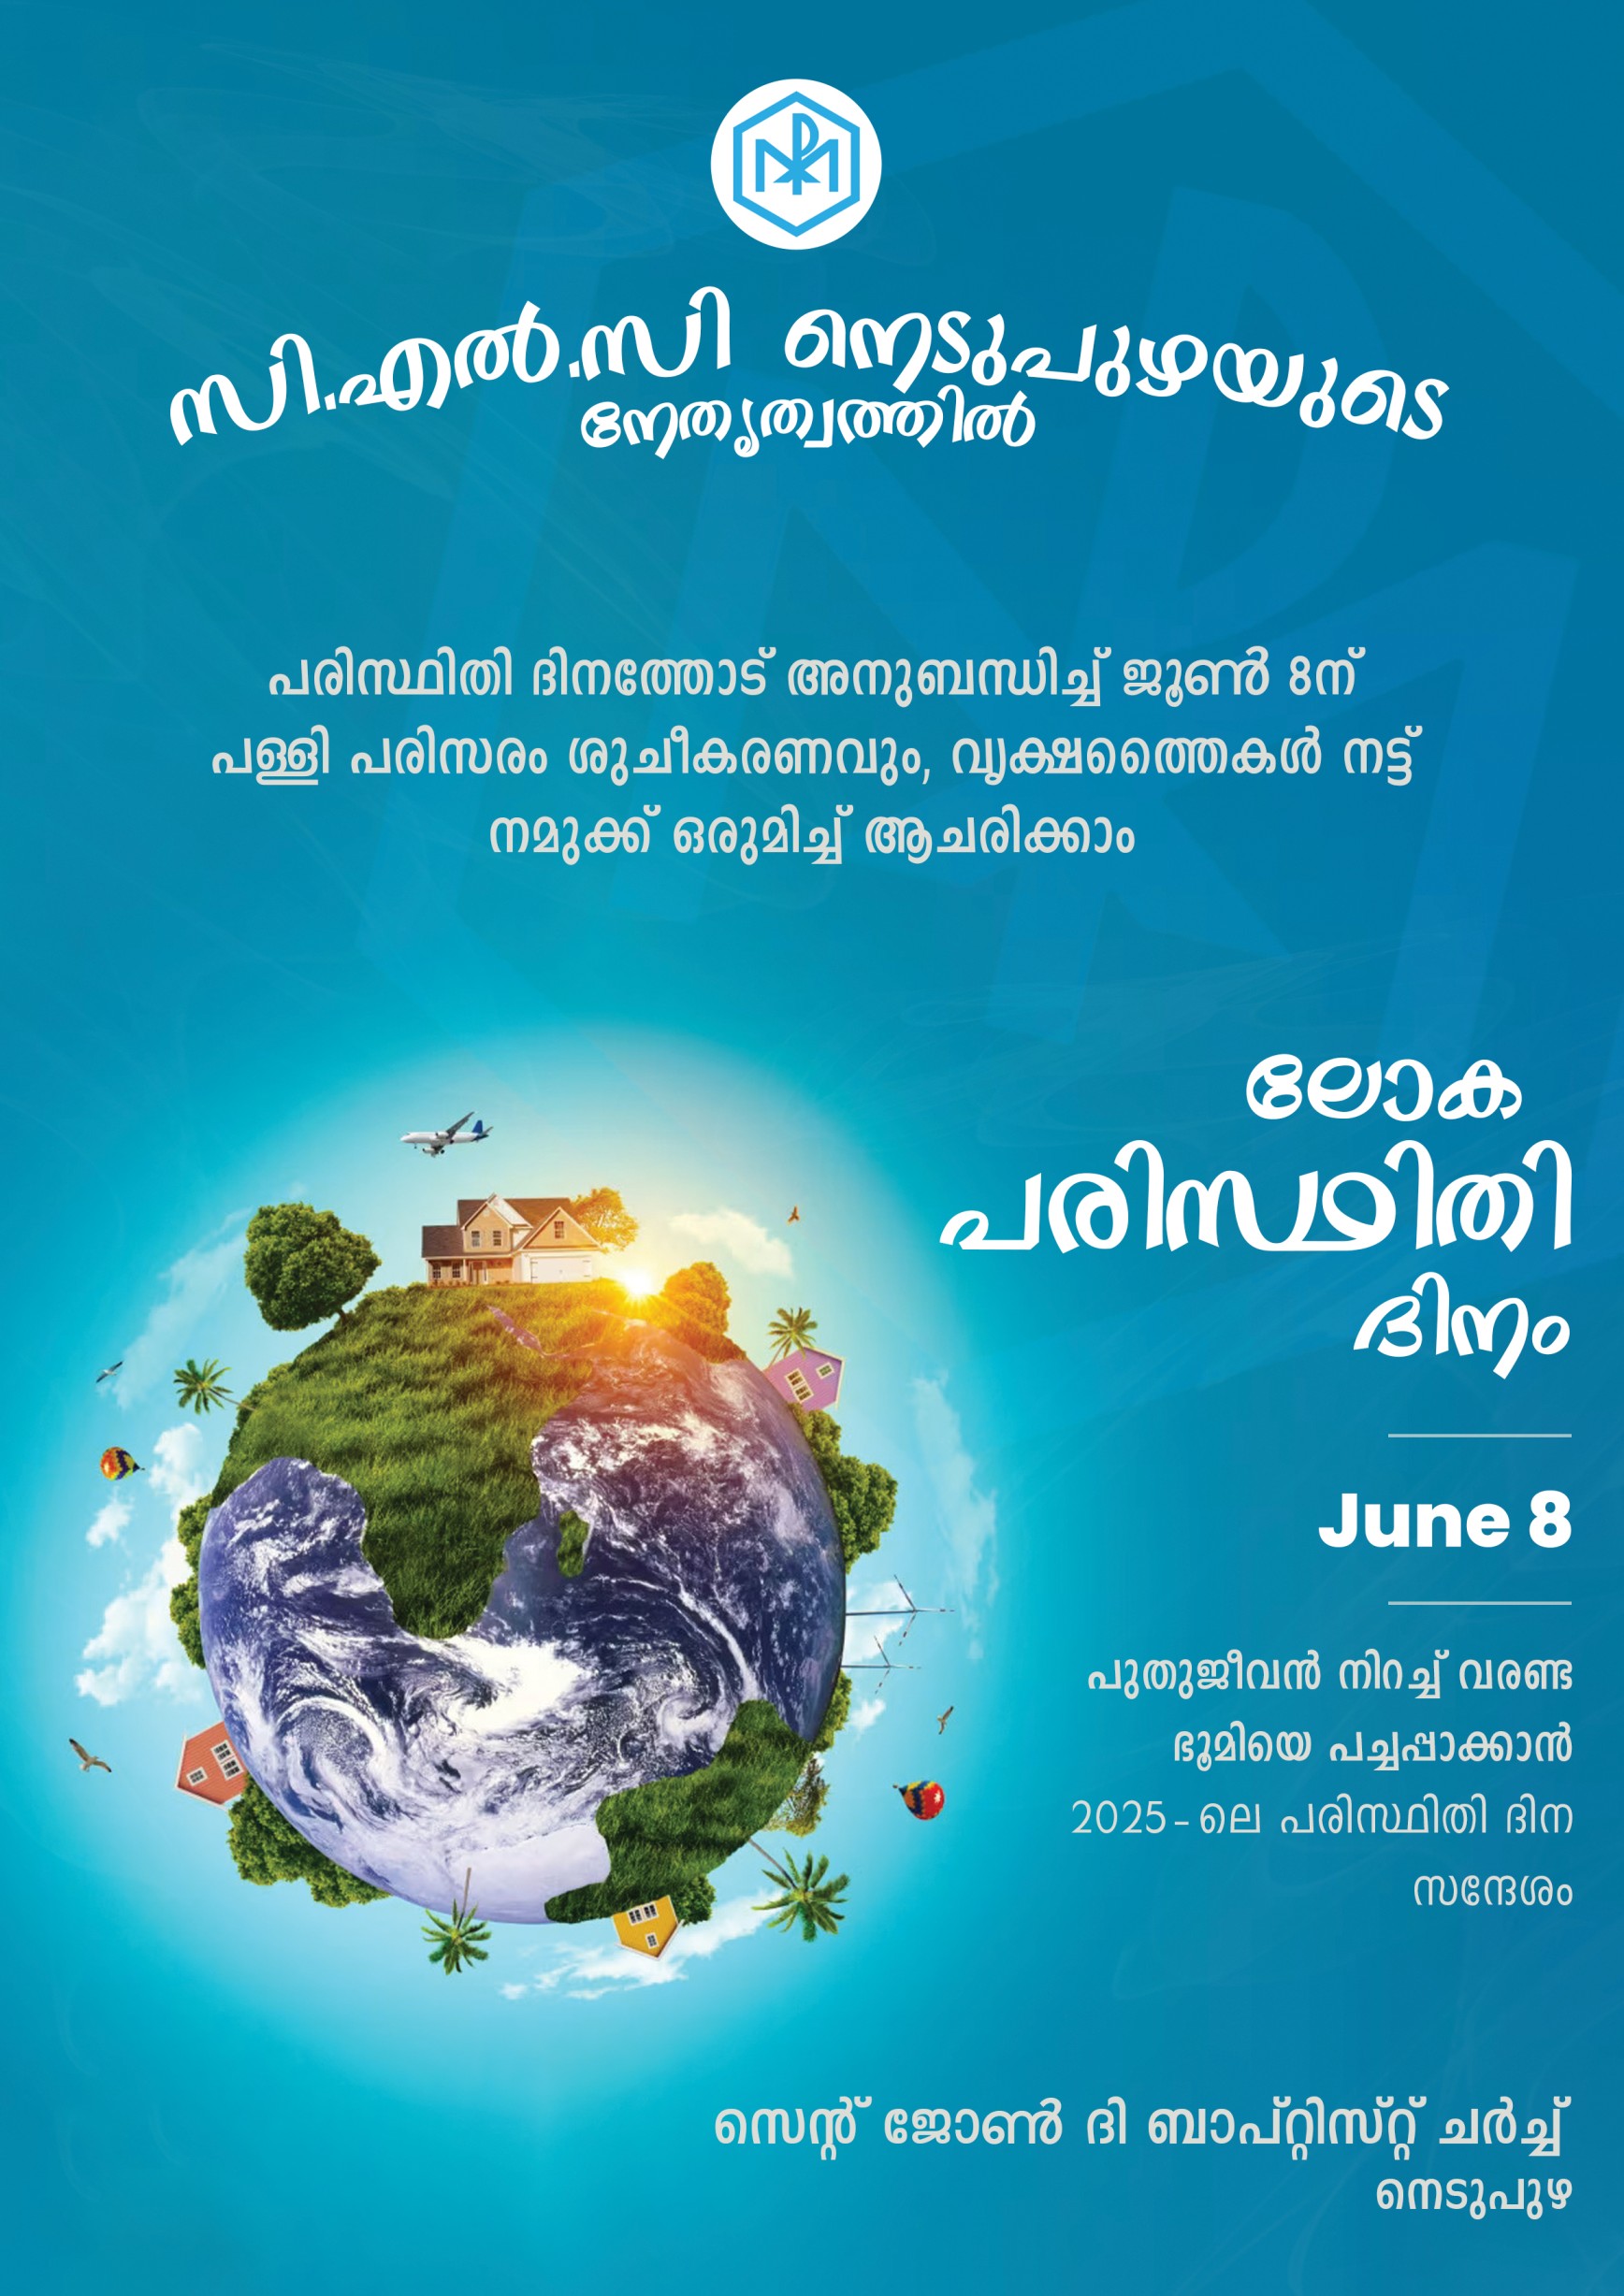 സി.എൽ.സി നെടുപുഴയുടെ
നേതൃത്വത്തിൽ
പരിസ്ഥിതി ദിനത്തോട് അനുബന്ധിച്ച് ജൂൺ 8ന്
പള്ളി പരിസരം ശുചീകരണവും, വൃക്ഷത്തൈകൾ നട്ട്
നമുക്ക് ഒരുമിച്ച് ആചരിക്കാം
ലോക
പരിസ്ഥിതി
ദിനം
June 8
പുതുജീവൻ നിറച്ച് വരണ്ട
ഭൂമിയെ പച്ചപ്പാക്കാൻ
2025-ലെ പരിസ്ഥിതി ദിന
സന്ദേശം
സെന്റ് ജോൺ ദി ബാപ്റ്റിസ്റ്റ് ചർച്ച്
നെടുപുഴ